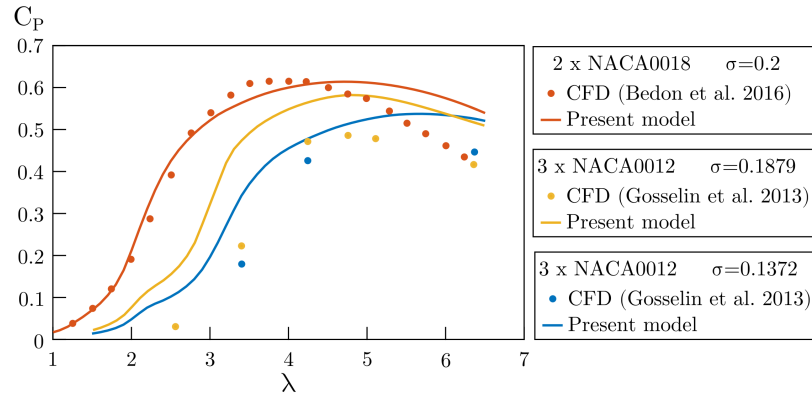 C_P
0.7
0.6
0.5
0.4
0.3
0.2
0.1
0
1 2 3 4 5 6 7
λ
2 x NACA0018 σ=0.2
CFD (Bedon et al. 2016)
Present model
3 x NACA0012 σ=0.1879
CFD (Gosselin et al. 2013)
Present model
3 x NACA0012 σ=0.1372
CFD (Gosselin et al. 2013)
Present model